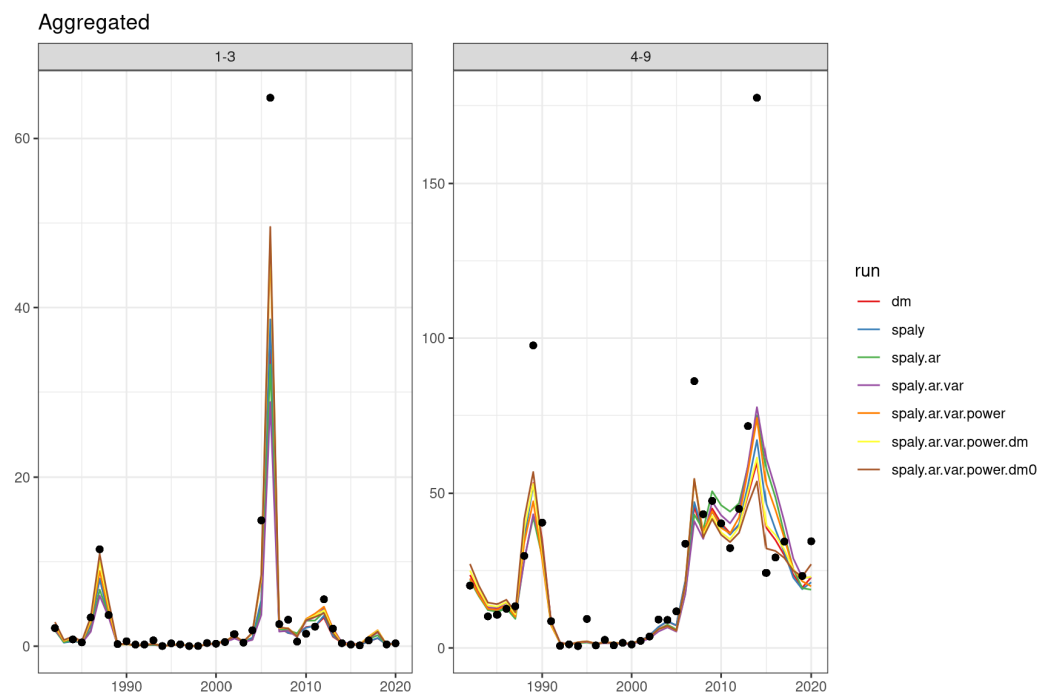 Aggregated
1-3
4-9
60
40
20
0
150
100
50
0
1990
2000
2010
2020
1990
2000
2010
2020
run
dm
spaly
spaly.ar
spaly.ar.var
spaly.ar.var.power
spaly.ar.var.power.dm
spaly.ar.var.power.dm0